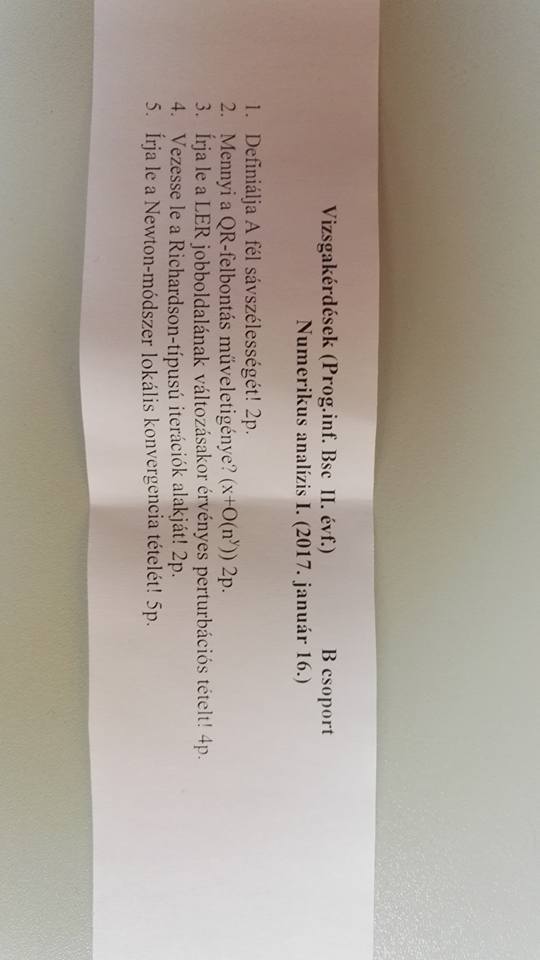 Vizsgakérdések (Prog.inf. Bsc II. évf.) B csoport
Numerikus analízis I. (2017. január 16.)
1. Definiálja A fél sávszélességét! 2p.
2. Mennyi a QR-felbontás műveletigénye? (x+O(nʸ)) 2p.
3. Írja le a LER jobboldalának változásakor érvényes perturbációs tételt! 4p.
4. Vezesse le a Richardson-típusú iterációk alakját! 2p.
5. Írja le a Newton-módszer lokális konvergencia tételét! 5p.